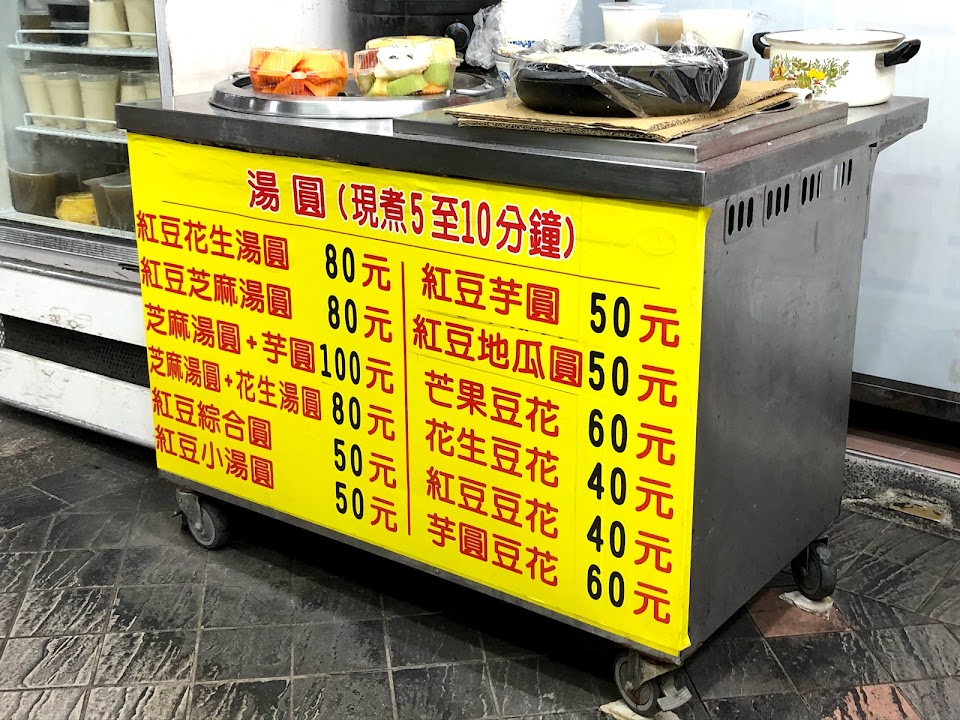 湯圓(現煮5至10分鐘)
紅豆花生湯圓 80元
紅豆芝麻湯圓 80元
芝麻湯圓+芋圓 100元
芝麻湯圓+花生湯圓 80元
紅豆綜合圓 50元
紅豆小湯圓 50元
紅豆芋圓 50元
紅豆地瓜圓 50元
芒果豆花 60元
花生豆花 40元
紅豆豆花 40元
芋圓豆花 60元